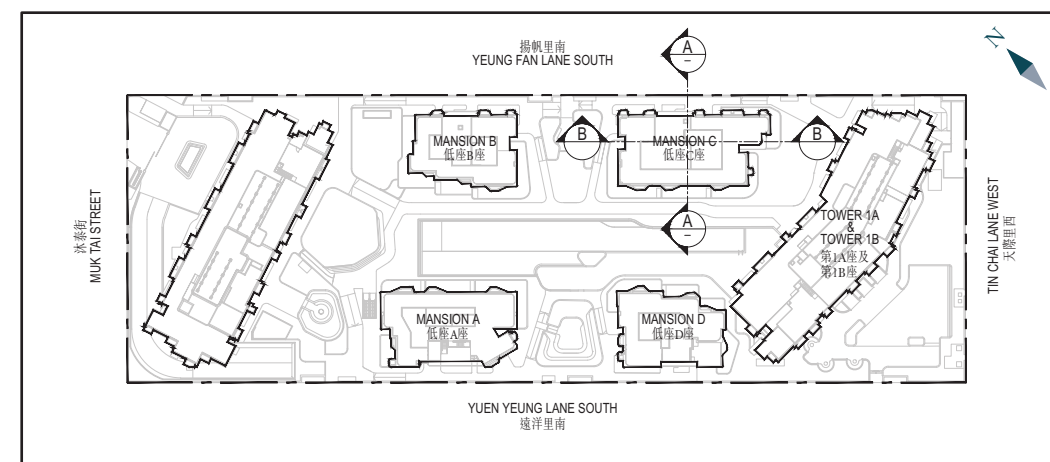 揚帆里南
YEUNG FAN LANE SOUTH
N
A
–
MANSION B
低座B座
B
MANSION C
低座C座
B
沐泰街
MUK TAI STREET
A
–
TOWER 1A
&
TOWER 1B
第1A座及
第1B座
TIN CHAI LANE WEST
天際里西
MANSION A
低座A座
MANSION D
低座D座
YUEN YEUNG LANE SOUTH
遠洋里南